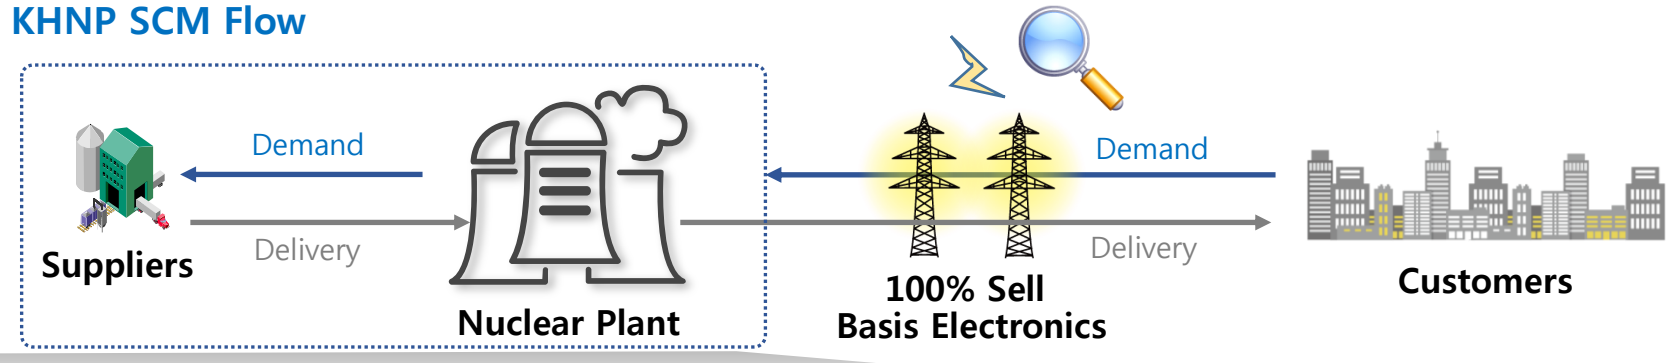 KHNP SCM Flow
Demand
Delivery
Suppliers
Nuclear Plant
Demand
Delivery
100% Sell
Basis Electronics
Customers